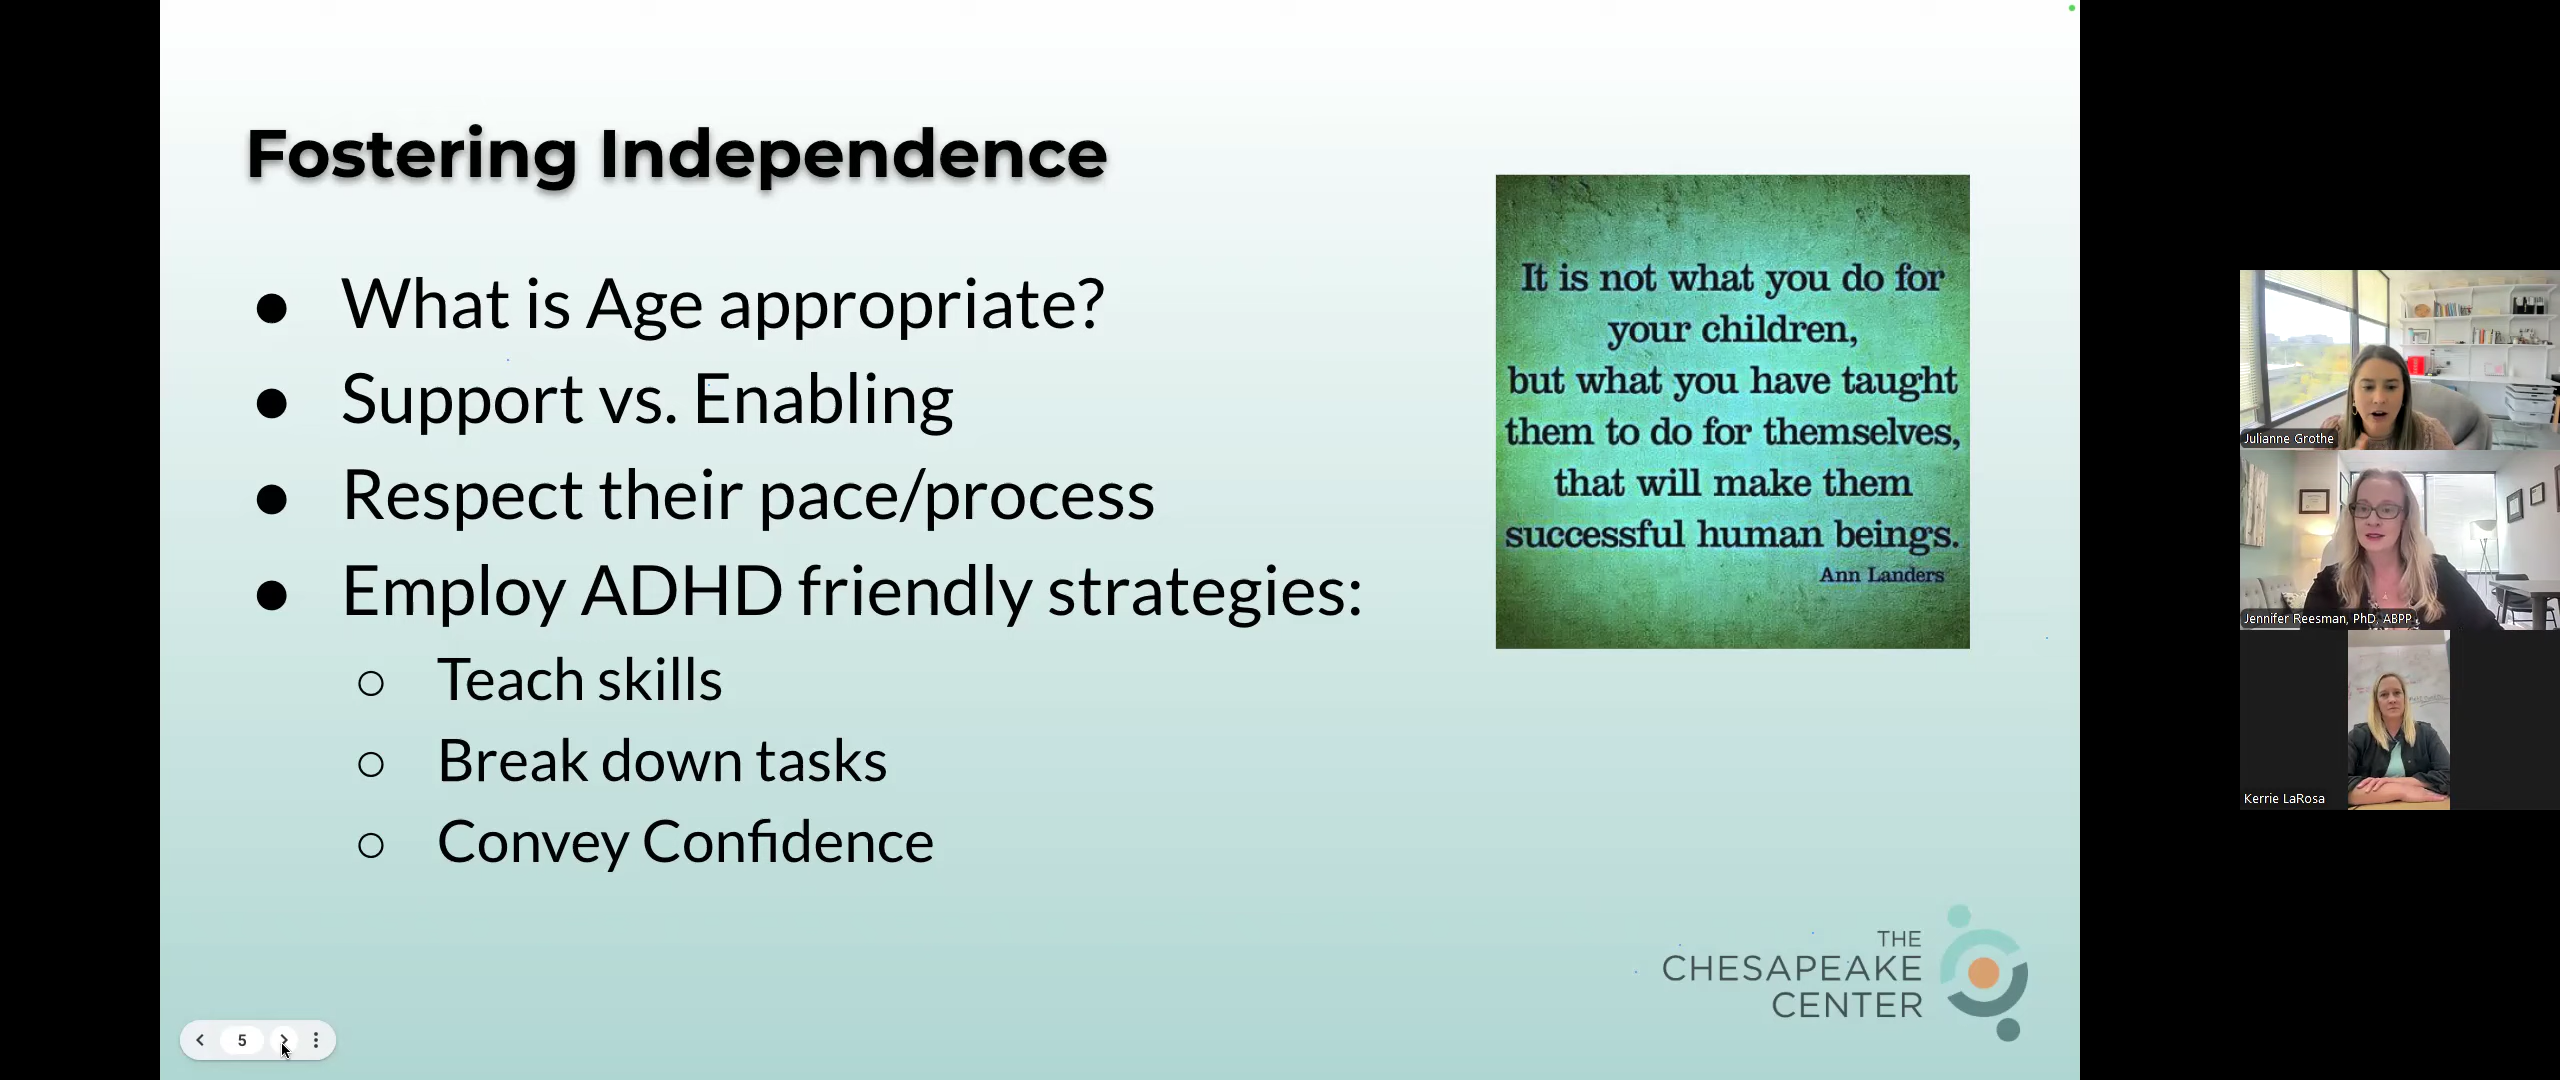 Fostering Independence
● What is Age appropriate?
● Support vs. Enabling
● Respect their pace/process
● Employ ADHD friendly strategies:
○ Teach skills
○ Break down tasks
○ Convey Confidence
It is not what you do for
your children,
but what you have taught
them to do for themselves,
that will make them
successful human beings.
Ann Landers
THE
CHESAPEAKE
CENTER
5
Julianne Grothe
Jennifer Reesman, PhD, ABPP
Kerrie LaRosa